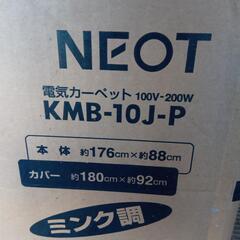 NEOT
電気カーペット 100V-200W
KMB-10J-P
本体 約176cm×約88cm
カバー 約180cm×約92cm
ミンク調